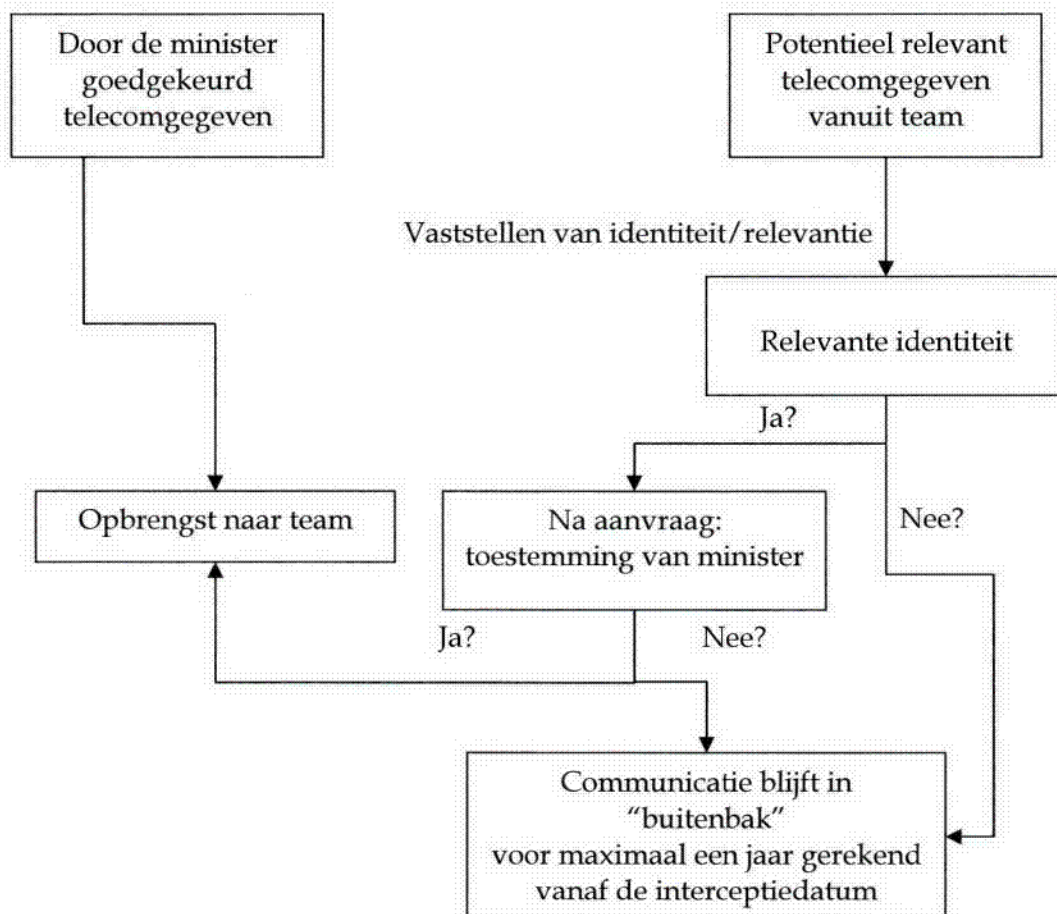 Door de minister
goedgekeurd
telecomgegeven
Potentieel relevant
telecomgegeven
vanuit team
Vaststellen van identiteit/relevantie
Relevante identiteit
Ja?
Nee?
Opbrengst naar team
Na aanvraag:
toestemming van minister
Ja?
Nee?
Communicatie blijft in
“buitenbak”
voor maximaal een jaar gerekend
vanaf de interceptiedatum